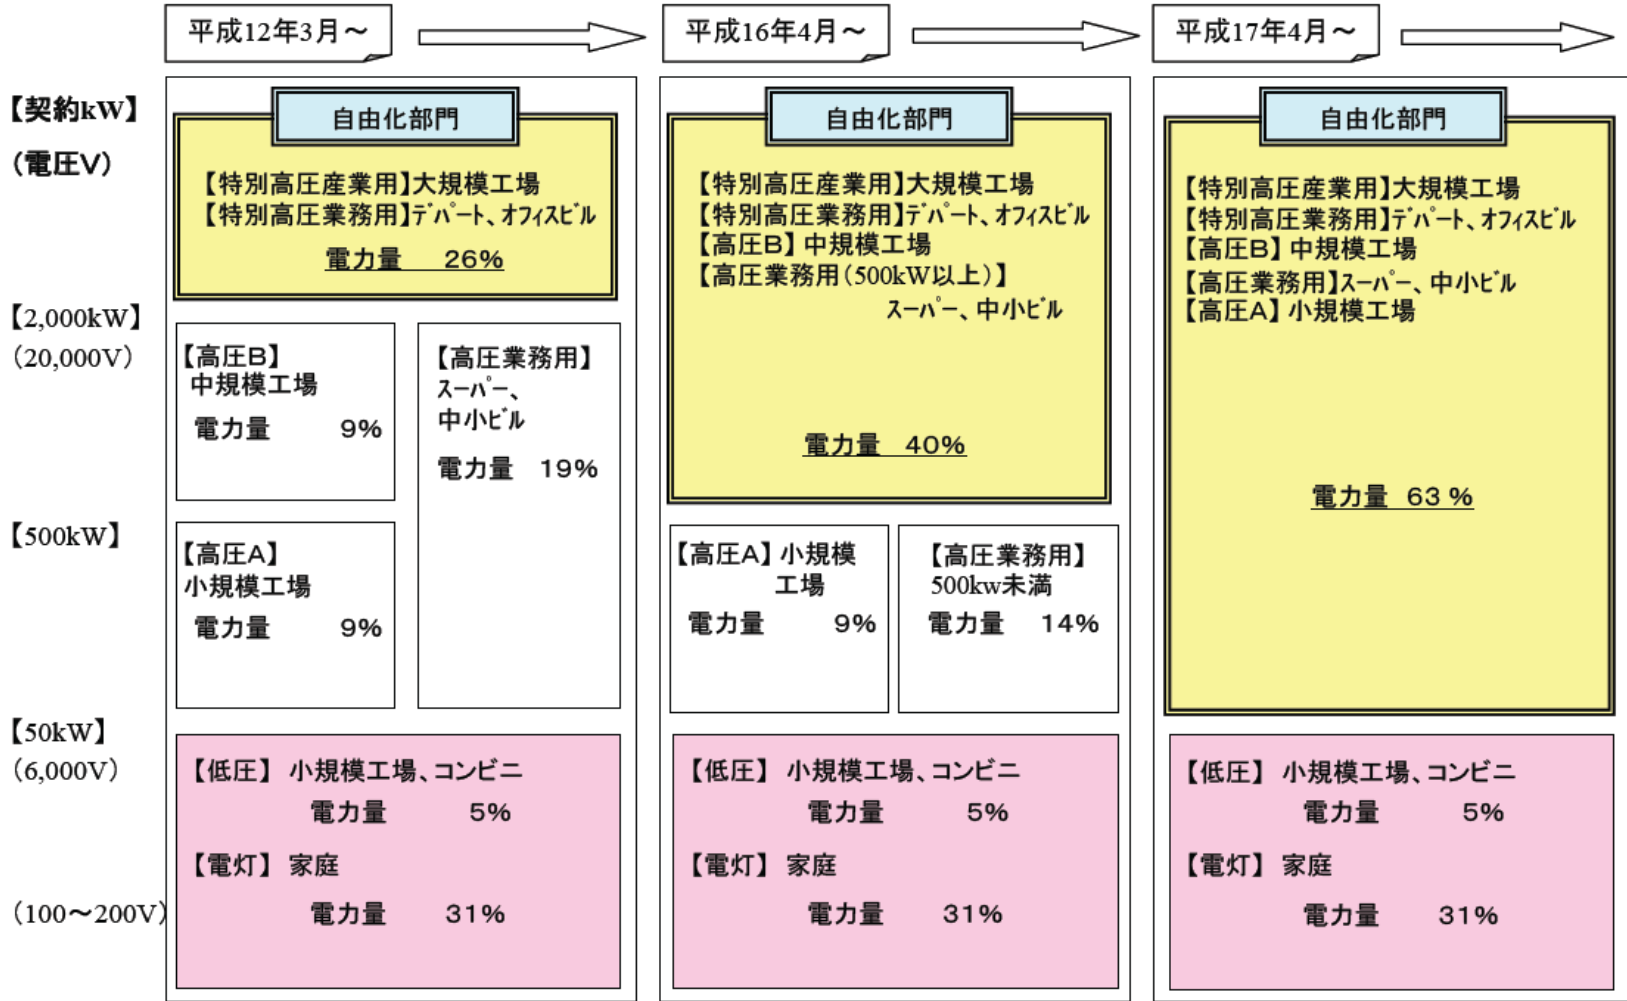 平成12年3月～
平成16年4月～
平成17年4月～
【契約kW】
（電圧V）
【2,000kW】
（20,000V）
【500kW】
【50kW】
（6,000V）
（100～200V）
自由化部門
【特別高圧産業用】大規模工場
【特別高圧業務用】ﾃﾞﾊﾟｰﾄ、ｵﾌｨｽﾋﾞﾙ
電力量　26%
【高圧B】
中規模工場
電力量　9%
【高圧業務用】
ｽｰﾊﾟｰ、
中小ﾋﾞﾙ
電力量　19%
【高圧A】
小規模工場
電力量　9%
【低圧】 小規模工場、コンビニ
電力量　5%
【電灯】 家庭
電力量　31%
自由化部門
【特別高圧産業用】大規模工場
【特別高圧業務用】ﾃﾞﾊﾟｰﾄ、ｵﾌｨｽﾋﾞﾙ
【高圧B】 中規模工場
【高圧業務用（500kW以上）】
ｽｰﾊﾟｰ、中小ﾋﾞﾙ
電力量　40%
【高圧A】 小規模
工場
電力量　9%
【高圧業務用】
500kw未満
電力量　14%
【低圧】 小規模工場、コンビニ
電力量　5%
【電灯】 家庭
電力量　31%
自由化部門
【特別高圧産業用】大規模工場
【特別高圧業務用】ﾃﾞﾊﾟｰﾄ、ｵﾌｨｽﾋﾞﾙ
【高圧B】 中規模工場
【高圧業務用】ｽｰﾊﾟｰ、中小ﾋﾞﾙ
【高圧A】 小規模工場
電力量　63 %
【低圧】 小規模工場、コンビニ
電力量　5%
【電灯】 家庭
電力量　31%